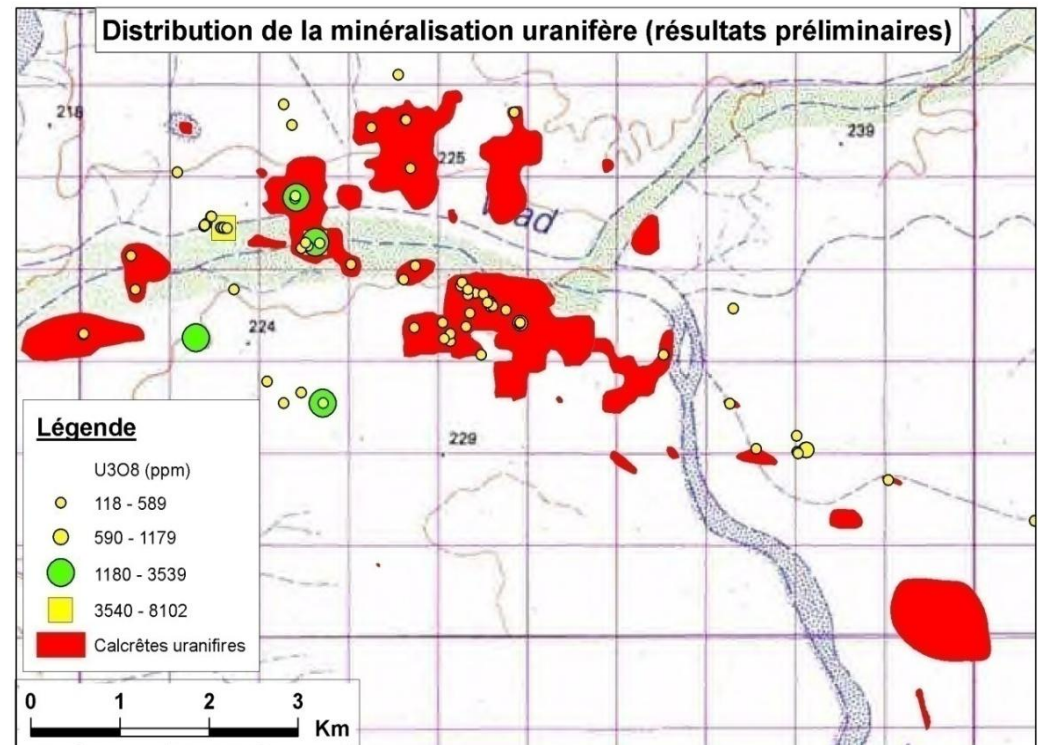 Distribution de la minéralisation uranifère (résultats préliminaires)
218
239
225
224
229
Légende
U3O8 (ppm)
118 - 589
590 - 1179
1180 - 3539
3540 - 8102
Calcrêtes uranifires
0 1 2 3
Km